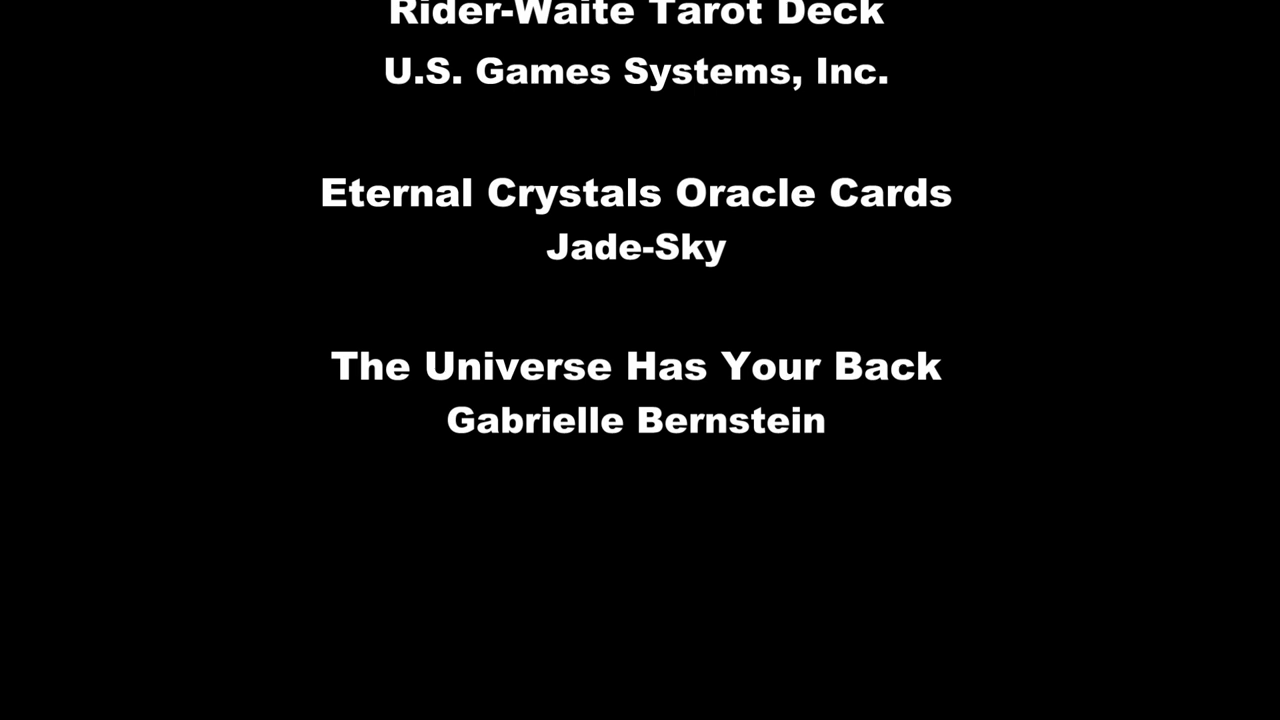 Rider-Waite Tarot Deck
U.S. Games Systems, Inc.
Eternal Crystals Oracle Cards
Jade-Sky
The Universe Has Your Back
Gabrielle Bernstein